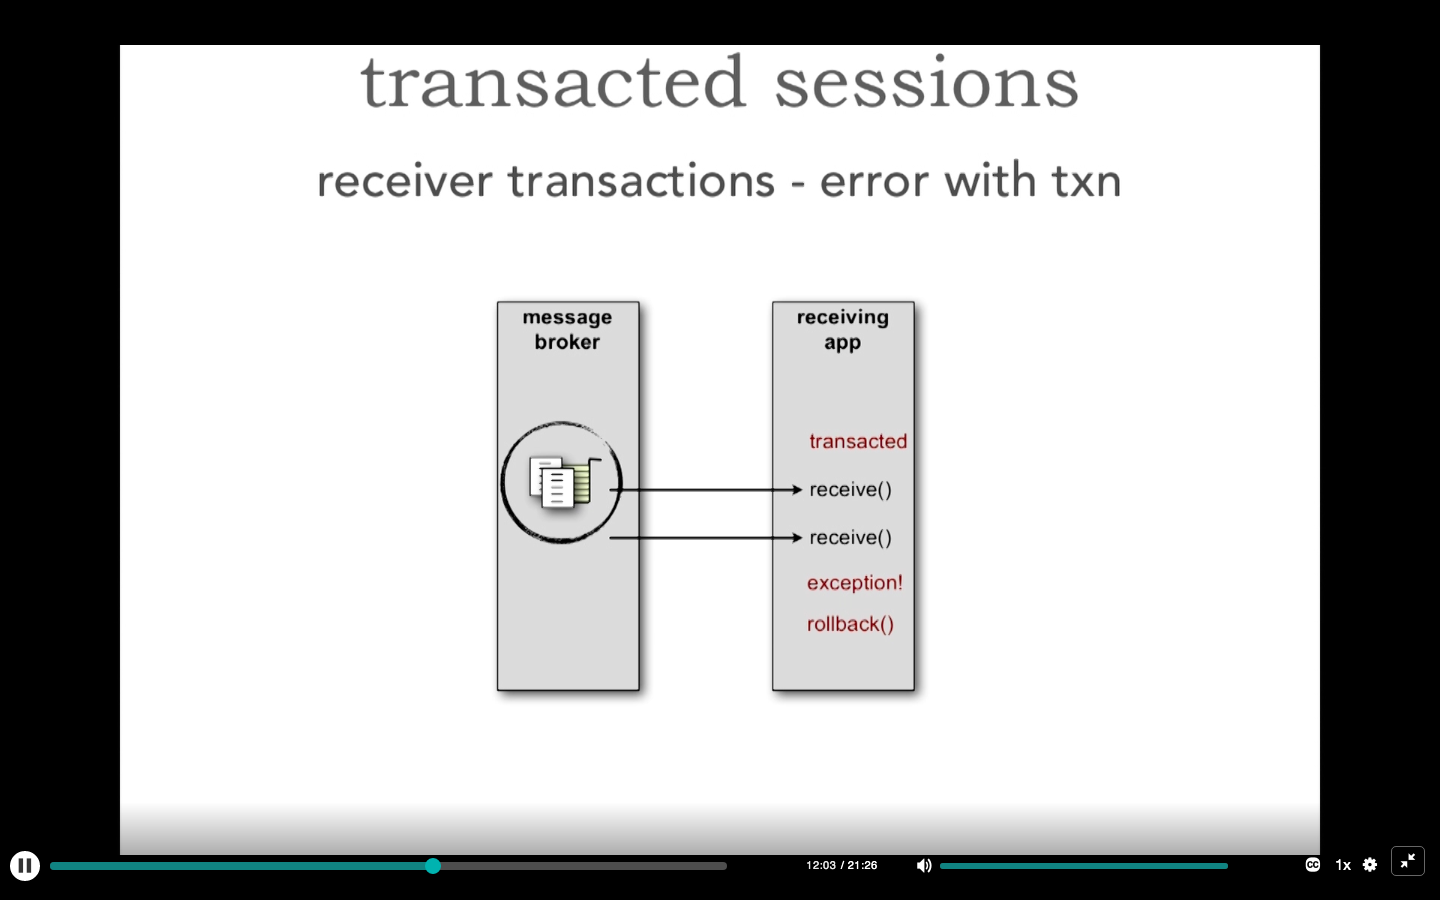 transacted sessions
receiver transactions - error with txn
message
broker
receiving
app
transacted
receive()
receive()
exception!
rollback()
12:03 / 21:26
CC
1x